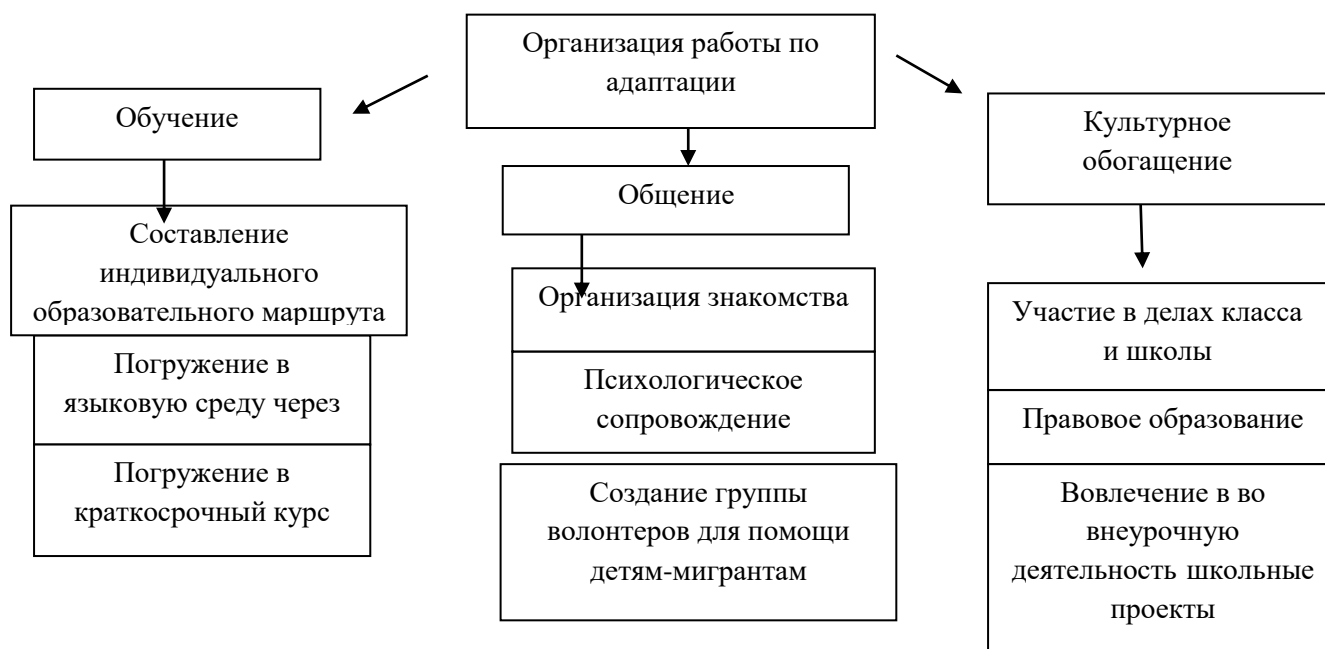 Организация работы по
адаптации
Обучение
Составление
индивидуального
образовательного маршрута
Погружение в
языковую среду через
Погружение в
краткосрочный курс
Общение
Организация знакомства
Психологическое
сопровождение
Создание группы
волонтеров для помощи
детям-мигрантам
Культурное
обогащение
Участие в делах класса
и школы
Правовое образование
Вовлечение в во
внеурочную
деятельность школьные
проекты